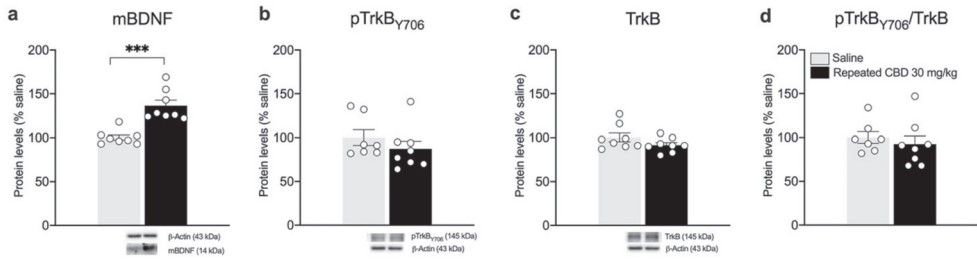 a mBDNF
Protein levels (% saline)
200
150
100
50
0
***
β-Actin (43 kDa)
mBDNF (14 kDa)
b pTrkBY706
Protein levels (% saline)
200
150
100
50
0
pTrkBY706 (145 kDa)
β-Actin (43 kDa)
c TrkB
Protein levels (% saline)
200
150
100
50
0
TrkB (145 kDa)
β-Actin (43 kDa)
d pTrkBY706/TrkB
Protein levels (% saline)
200
150
100
50
0
Saline
Repeated CBD 30 mg/kg